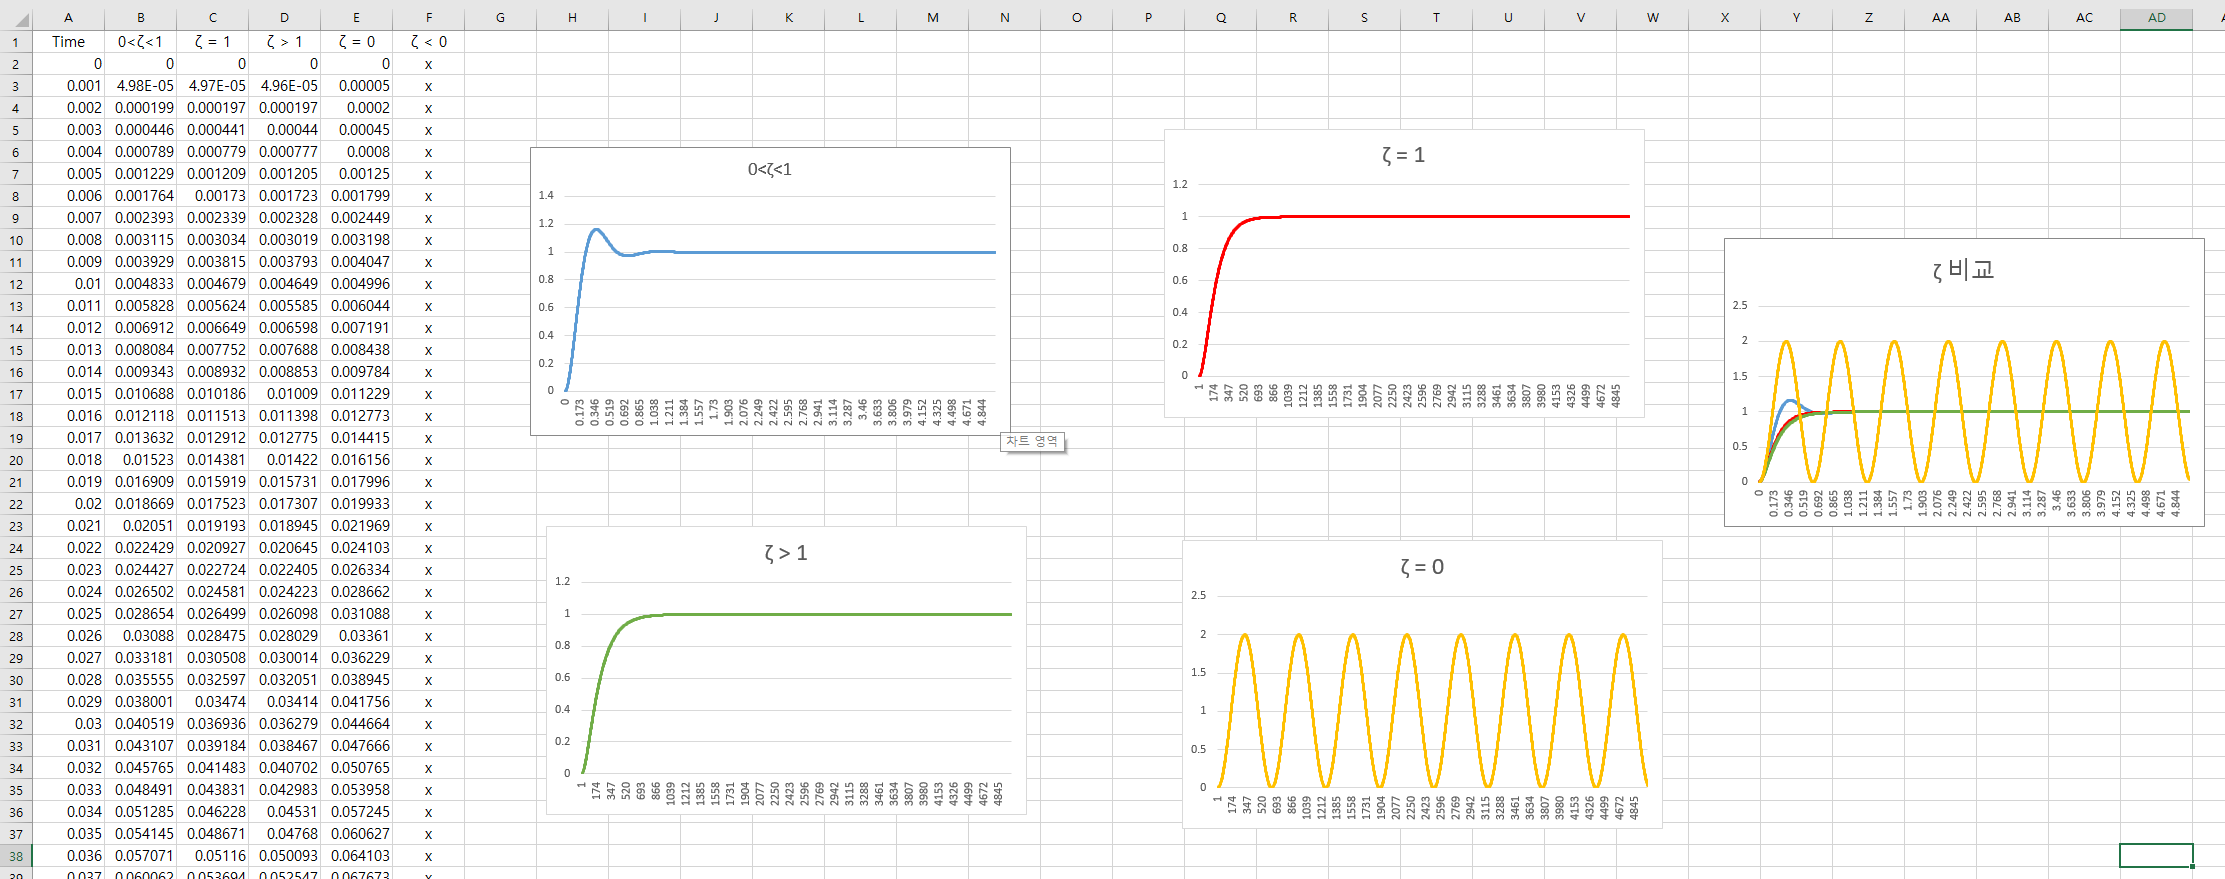 A B C D E F G H I J K L M N O P Q R S T U V W X Y Z AA AB AC AD
1 Time 0<ζ<1 ζ = 1 ζ > 1 ζ = 0 ζ < 0
2 0 0 0 0 0 x
3 0.001 4.98E-05 4.97E-05 4.96E-05 0.00005 x
4 0.002 0.000199 0.000197 0.000197 0.0002 x
5 0.003 0.000446 0.000441 0.00044 0.00045 x
6 0.004 0.000789 0.000779 0.000777 0.0008 x
7 0.005 0.001229 0.001209 0.001205 0.00125 x
8 0.006 0.001764 0.00173 0.001723 0.001799 x
9 0.007 0.002393 0.002339 0.002328 0.002449 x
10 0.008 0.003115 0.003034 0.003019 0.003198 x
11 0.009 0.003929 0.003815 0.003793 0.004047 x
12 0.01 0.004833 0.004679 0.004649 0.004996 x
13 0.011 0.005828 0.005624 0.005585 0.006044 x
14 0.012 0.006912 0.006649 0.006598 0.007191 x
15 0.013 0.008084 0.007752 0.007688 0.008438 x
16 0.014 0.009343 0.008932 0.008853 0.009784 x
17 0.015 0.010688 0.010186 0.01009 0.011229 x
18 0.016 0.012118 0.011513 0.011398 0.012773 x
19 0.017 0.013632 0.012912 0.012775 0.014415 x
20 0.018 0.01523 0.014381 0.01422 0.016156 x
21 0.019 0.016909 0.015919 0.015731 0.017996 x
22 0.02 0.018669 0.017523 0.017307 0.019933 x
23 0.021 0.02051 0.019193 0.018945 0.021969 x
24 0.022 0.022429 0.020927 0.020645 0.024103 x
25 0.023 0.024427 0.022724 0.022405 0.026334 x
26 0.024 0.026502 0.024581 0.024223 0.028662 x
27 0.025 0.028654 0.026499 0.026098 0.031088 x
28 0.026 0.03088 0.028475 0.028029 0.03361 x
29 0.027 0.033181 0.030508 0.030014 0.036229 x
30 0.028 0.035555 0.032597 0.032051 0.038945 x
31 0.029 0.038001 0.03474 0.03414 0.041756 x
32 0.03 0.040519 0.036936 0.036279 0.044664 x
33 0.031 0.043107 0.039184 0.038467 0.047666 x
34 0.032 0.045765 0.041483 0.040702 0.050765 x
35 0.033 0.048491 0.043831 0.042983 0.053958 x
36 0.034 0.051285 0.046228 0.04531 0.057245 x
37 0.035 0.054145 0.048671 0.04768 0.060627 x
38 0.036 0.057071 0.05116 0.050093 0.064103 x
39 0.037 0.060062 0.053694 0.052547 0.067673 x
0<ζ<1
1.4
1.2
1
0.8
0.6
0.4
0.2
0
0 0.173 0.346 0.519 0.692 0.865 1.038 1.211 1.384 1.557 1.73 1.903 2.076 2.249 2.422 2.595 2.768 2.941 3.114 3.287 3.46 3.633 3.806 3.979 4.152 4.325 4.498 4.671 4.844
차트 영역
ζ = 1
1.2
1
0.8
0.6
0.4
0.2
0
1 174 347 520 693 866 1039 1212 1385 1558 1731 1904 2077 2250 2423 2596 2769 2942 3115 3288 3461 3634 3807 3980 4153 4326 4499 4672 4845
ζ 비교
2.5
2
1.5
1
0.5
0
0 0.173 0.346 0.519 0.692 0.865 1.038 1.211 1.384 1.557 1.73 1.903 2.076 2.249 2.422 2.595 2.768 2.941 3.114 3.287 3.46 3.633 3.806 3.979 4.152 4.325 4.498 4.671 4.844
ζ > 1
1.2
1
0.8
0.6
0.4
0.2
0
1 174 347 520 693 866 1039 1212 1385 1558 1731 1904 2077 2250 2423 2596 2769 2942 3115 3288 3461 3634 3807 3980 4153 4326 4499 4672 4845
ζ = 0
2.5
2
1.5
1
0.5
0
1 174 347 520 693 866 1039 1212 1385 1558 1731 1904 2077 2250 2423 2596 2769 2942 3115 3288 3461 3634 3807 3980 4153 4326 4499 4672 4845